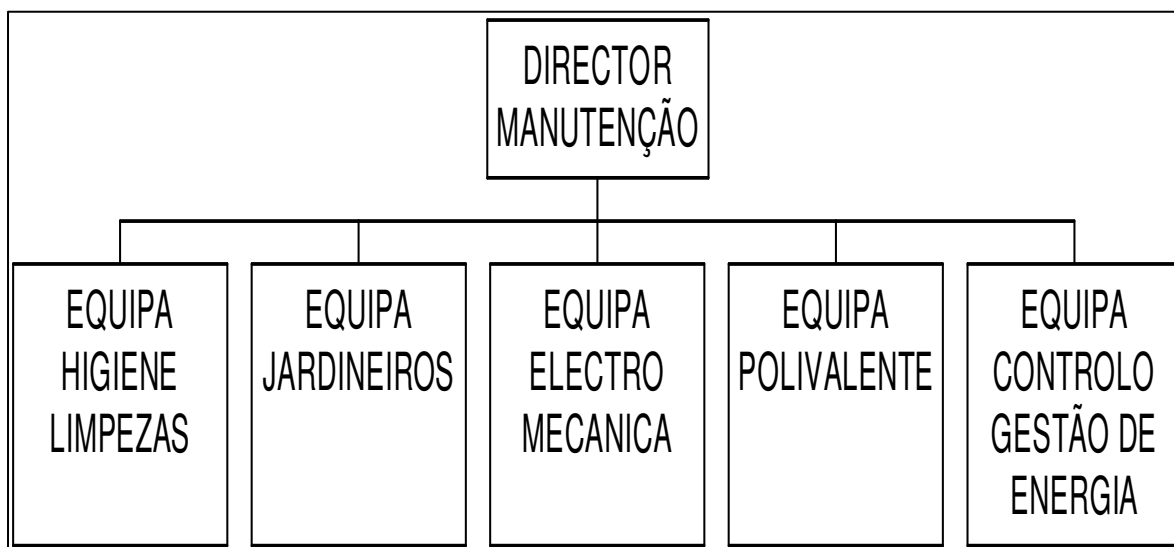 DIRECTOR
MANUTENÇÃO
EQUIPA
HIGIENE
LIMPEZAS
EQUIPA
JARDINEIROS
EQUIPA
ELECTRO
MECANICA
EQUIPA
POLIVALENTE
EQUIPA
CONTROLO
GESTÃO DE
ENERGIA